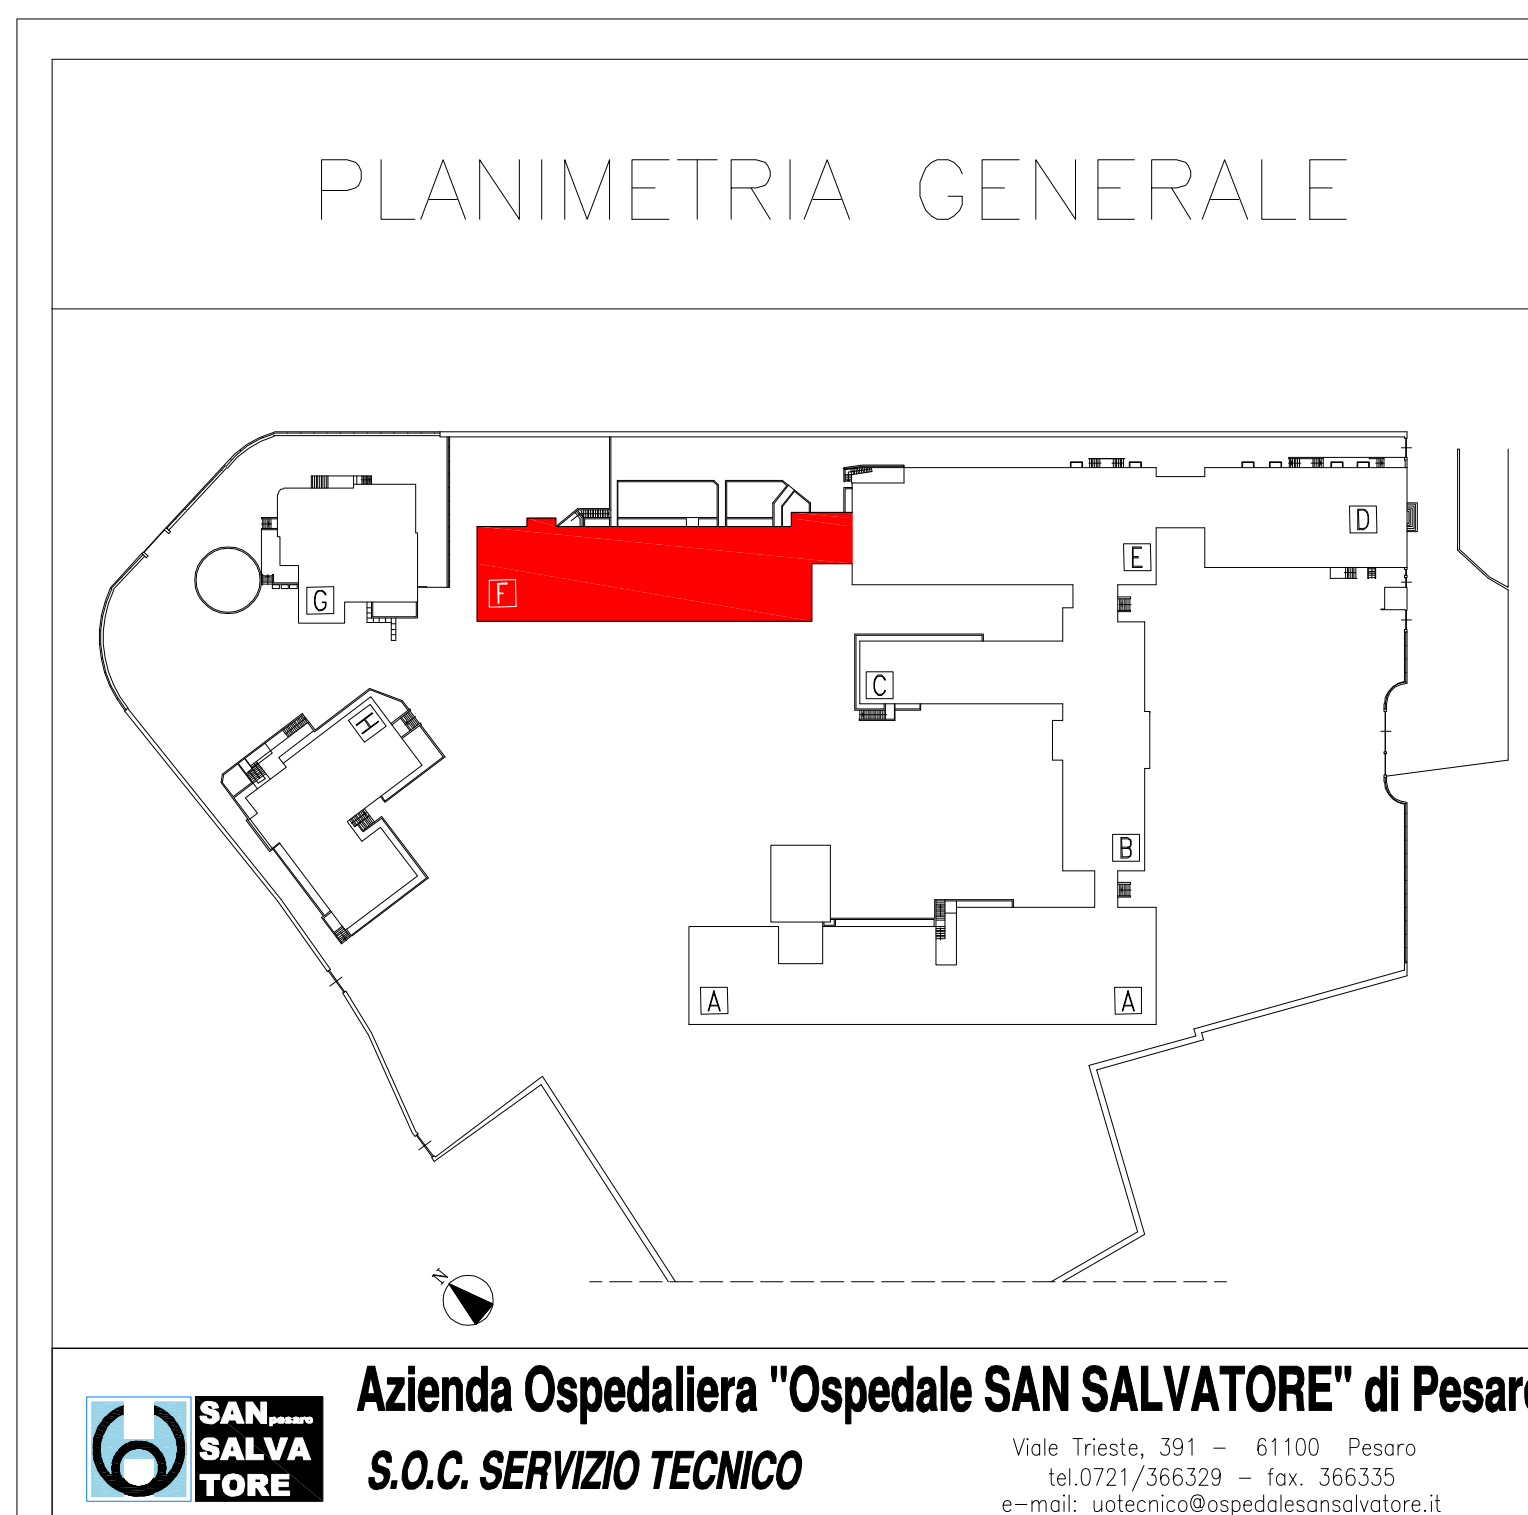 PLANIMETRIA GENERALE
D
E
F
G
C
H
B
A
A
N
Azienda Ospedaliera "Ospedale SAN SALVATORE" di Pesaro
S.O.C. SERVIZIO TECNICO
SAN pesaro
SALVA
TORE
Viale Trieste, 391 – 61100 Pesaro
tel.0721/366329 – fax. 366335
e-mail: uotecnico@ospedalesansalvatore.it